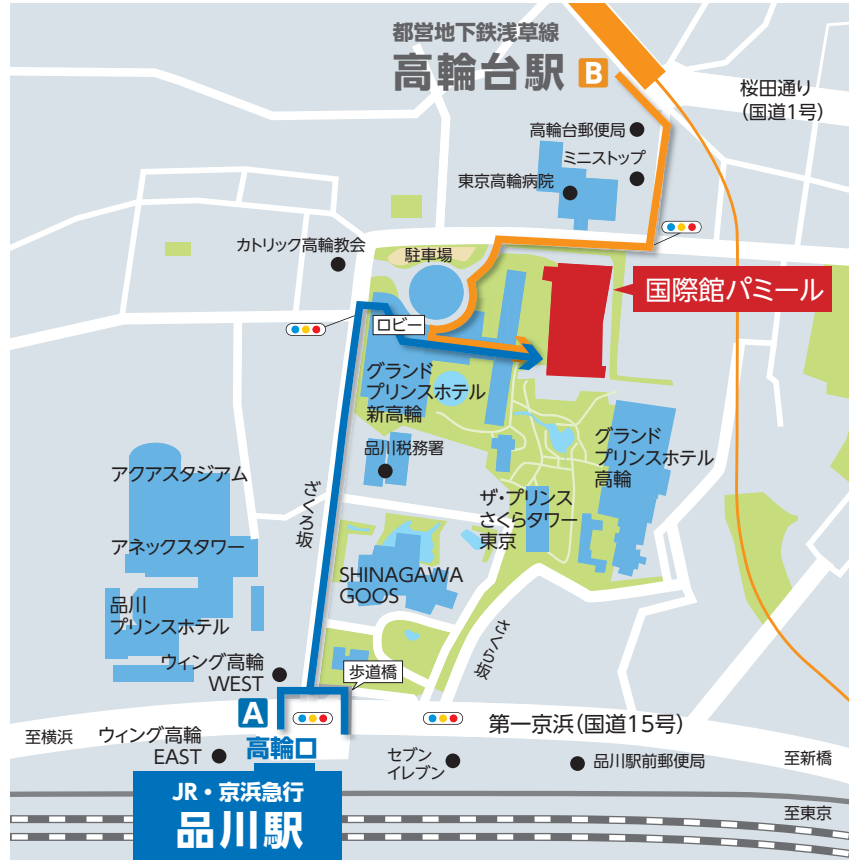 都営地下鉄浅草線
高輪台駅 B
桜田通り
(国道1号)
高輪台郵便局
ミニストップ
東京高輪病院
カトリック高輪教会
駐車場
国際館パミール
ロビー
グランド
プリンスホテル
新高輪
品川税務署
グランド
プリンスホテル
高輪
アクアスタジアム
ざくろ坂
ザ・プリンス
さくらタワー
東京
アネックスタワー
SHINAGAWA
GOOS
品川
プリンスホテル
さくら坂
ウィング高輪
WEST
歩道橋
A
第一京浜(国道15号)
至横浜
ウィング高輪
EAST
高輪口
セブン
イレブン
品川駅前郵便局
至新橋
JR・京浜急行
品川駅
至東京